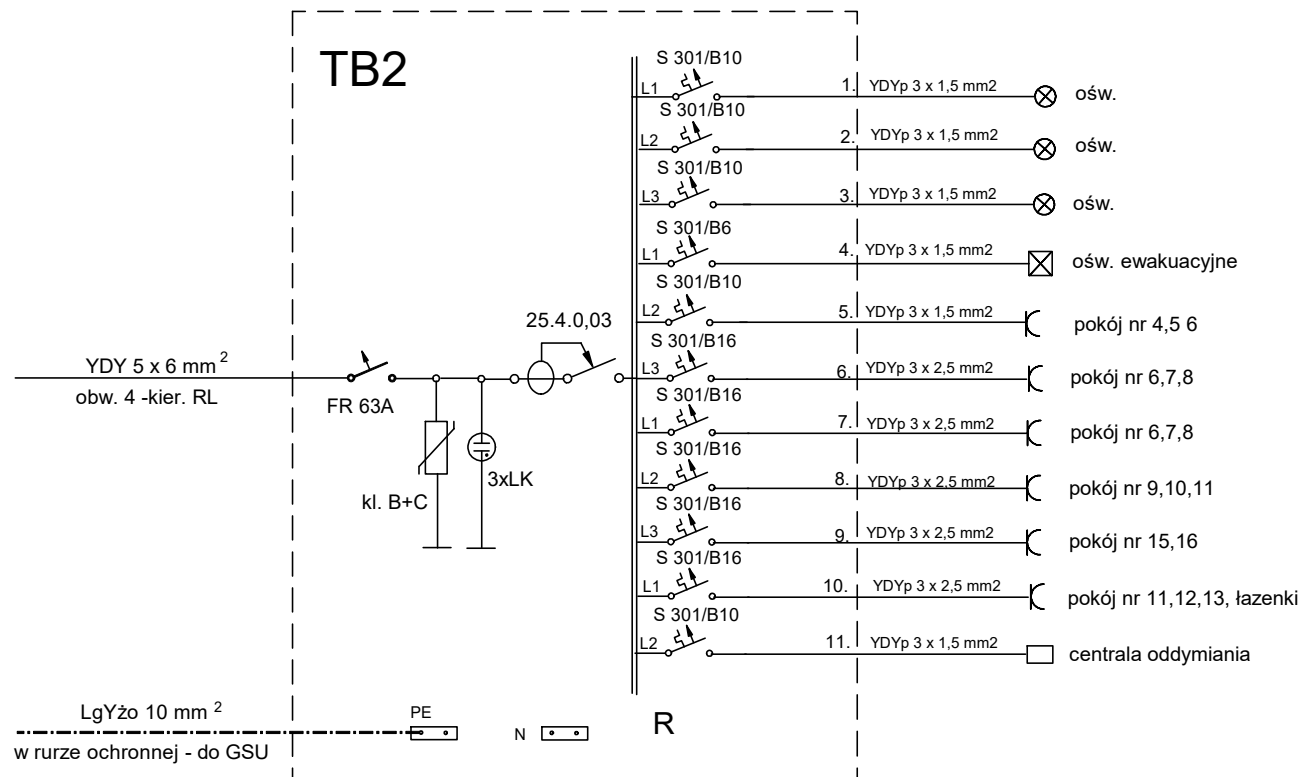 TB2
S 301/B10
L1
1. YDYp 3 x 1,5 mm2
ośw.
S 301/B10
L2
2. YDYp 3 x 1,5 mm2
ośw.
S 301/B10
L3
3. YDYp 3 x 1,5 mm2
ośw.
S 301/B6
L1
4. YDYp 3 x 1,5 mm2
ośw. ewakuacyjne
S 301/B10
L2
5. YDYp 3 x 1,5 mm2
pokój nr 4,5 6
S 301/B16
L3
6. YDYp 3 x 2,5 mm2
pokój nr 6,7,8
S 301/B16
L1
7. YDYp 3 x 2,5 mm2
pokój nr 6,7,8
S 301/B16
L2
8. YDYp 3 x 2,5 mm2
pokój nr 9,10,11
S 301/B16
L3
9. YDYp 3 x 2,5 mm2
pokój nr 15,16
S 301/B16
L1
10. YDYp 3 x 2,5 mm2
pokój nr 11,12,13, łazenki
S 301/B10
L2
11. YDYp 3 x 1,5 mm2
centrala oddymiania
25.4.0,03
YDY 5 x 6 mm 2
obw. 4 -kier. RL
FR 63A
kl. B+C
3xLK
LgYżo 10 mm 2
w rurze ochronnej - do GSU
PE
N
R